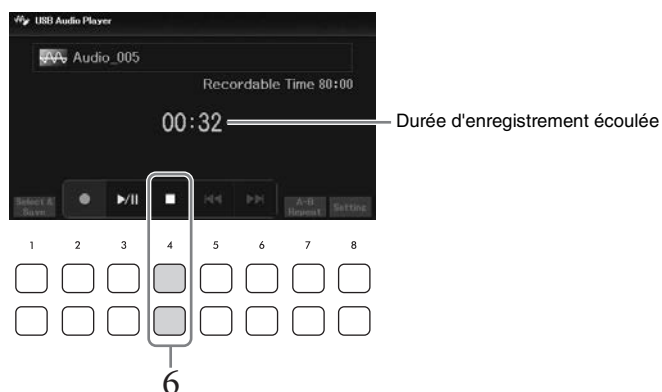 USB Audio Player
Audio_005
Recordable Time 80:00
00:32
Durée d'enregistrement écoulée
Select & Save
A-B Repeat
Setting
1 2 3 4 5 6 7 8
6